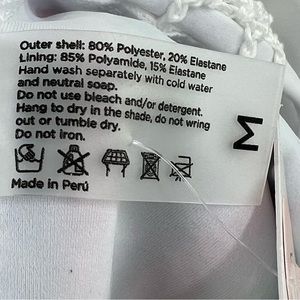 Outer shell: 80% Polyester, 20% Elastane
Lining: 85% Polyamide, 15% Elastane
Hand wash separately with cold water
and neutral soap.
Do not use bleach and/or detergent.
Hang to dry in the shade, do not wring
out or tumble dry.
Do not iron.
Made in Perú
M